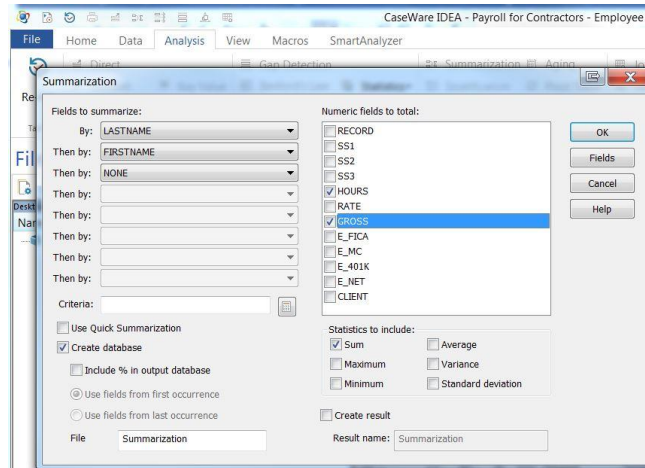 CaseWare IDEA - Payroll for Contractors - Employee
File Home Data Analysis View Macros SmartAnalyzer
Direct Gap Detection Summarization Aging
Summarization
Fields to summarize:
By: LASTNAME
Then by: FIRSTNAME
Then by: NONE
Then by:
Then by:
Then by:
Then by:
Then by:
Criteria:
Use Quick Summarization
Create database
Include % in output database
Use fields from first occurrence
Use fields from last occurrence
File Summarization
Numeric fields to total:
RECORD
SS1
SS2
SS3
HOURS
RATE
GROSS
E_FICA
E_MC
E_401K
E_NET
CLIENT
Statistics to include:
Sum Average
Maximum Variance
Minimum Standard deviation
Create result
Result name: Summarization
OK
Fields
Cancel
Help